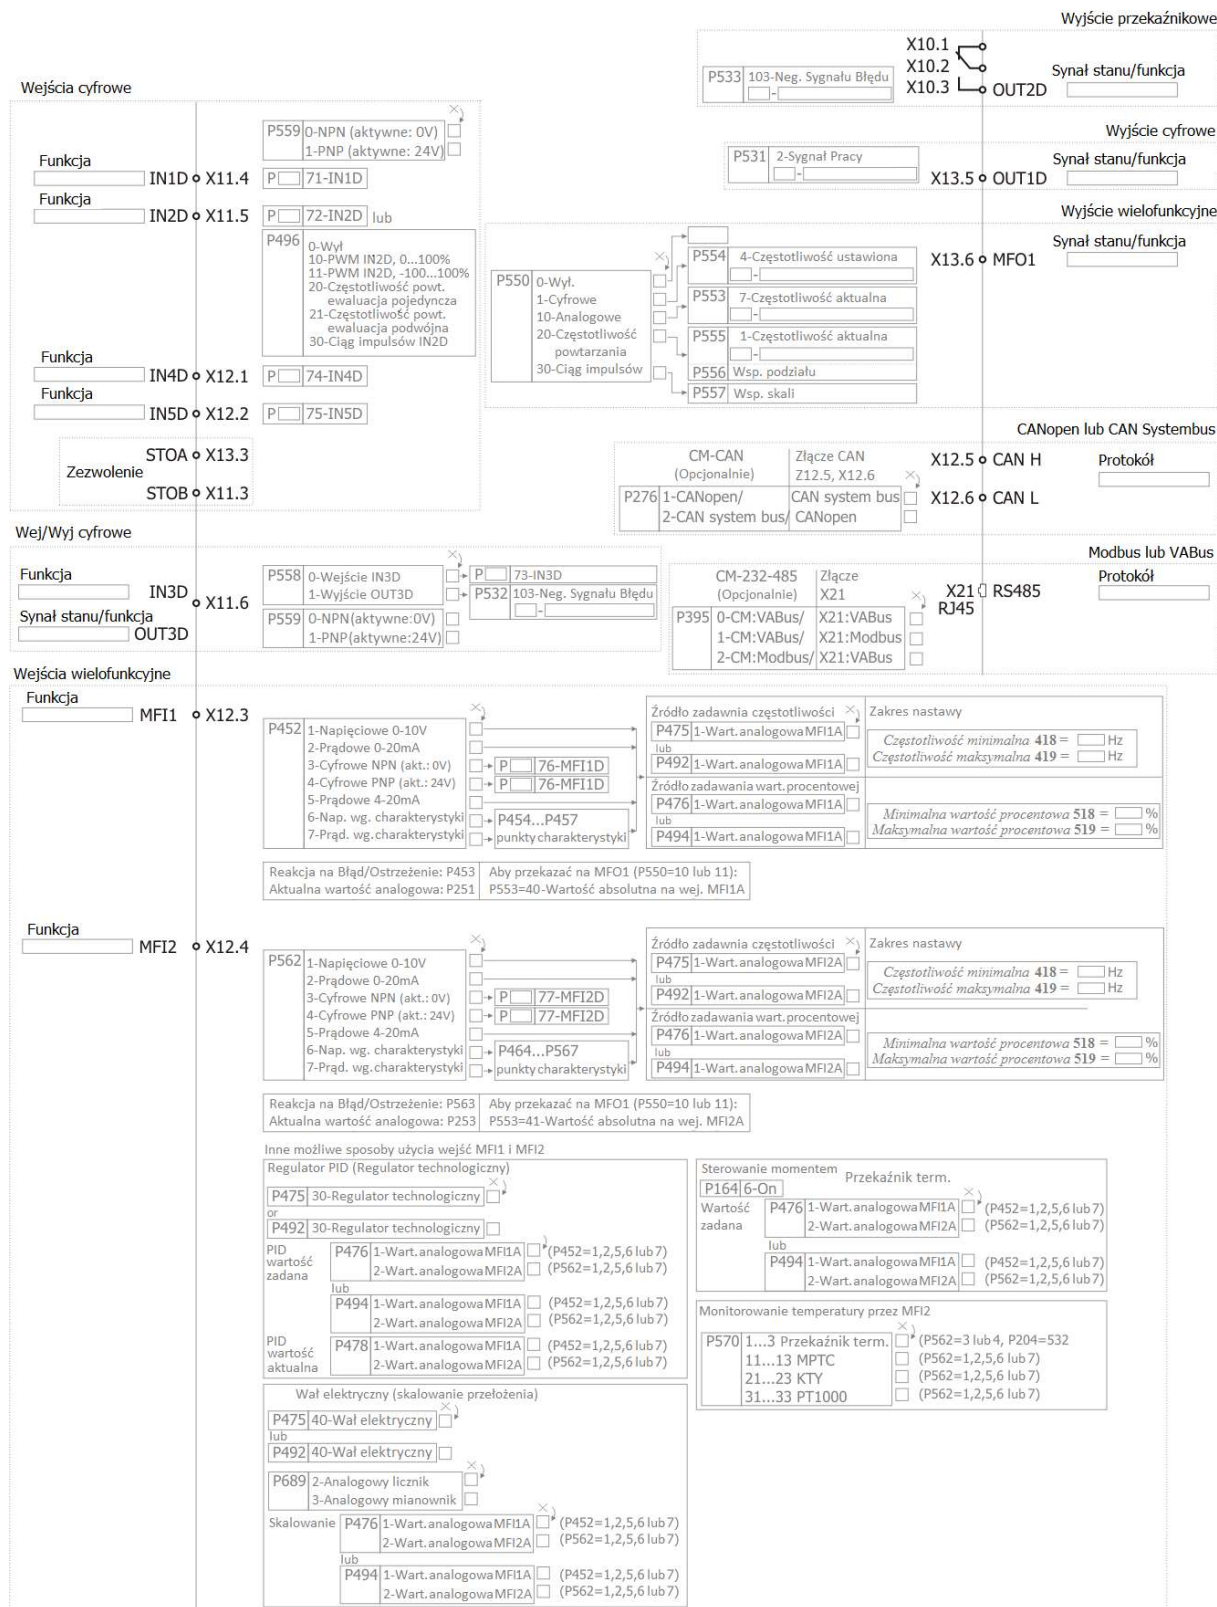 Wyjście przekaźnikowe
X10.1
X10.2
X10.3
OUT2D
P533 103-Neg. Sygnału Błędu
-
Synał stanu/funkcja
Wyjście cyfrowe
P531 2-Sygnał Pracy
-
X13.5 OUT1D
Synał stanu/funkcja
Wyjście wielofunkcyjne
Synał stanu/funkcja
X13.6 MFO1
P550 0-Wył.
1-Cyfrowe
10-Analogowe
20-Częstotliwość
powtarzania
30-Ciąg impulsów
P554 4-Częstotliwość ustawiona
-
P553 7-Częstotliwość aktualna
-
P555 1-Częstotliwość aktualna
-
P556 Wsp. podziału
P557 Wsp. skali
CANopen lub CAN Systembus
CM-CAN
(Opcjonalnie)
Złącze CAN
Z12.5, X12.6
P276 1-CANopen/ CAN system bus
2-CAN system bus/ CANopen
X12.5 CAN H
X12.6 CAN L
Protokół
Modbus lub VABus
CM-232-485
(Opcjonalnie)
Złącze
X21
P395 0-CM:VABus/ X21:VABus
1-CM:VABus/ X21:Modbus
2-CM:Modbus/ X21:VABus
X21 RS485
RJ45
Protokół
Wejścia cyfrowe
P559 0-NPN (aktywne: 0V)
1-PNP (aktywne: 24V)
Funkcja
IN1D X11.4 P 71-IN1D
Funkcja
IN2D X11.5 P 72-IN2D lub
P496 0-Wył
10-PWM IN2D, 0...100%
11-PWM IN2D, -100...100%
20-Częstotliwość powt.
ewaluacja pojedyncza
21-Częstotliwość powt.
ewaluacja podwójna
30-Ciąg impulsów IN2D
Funkcja
IN4D X12.1 P 74-IN4D
Funkcja
IN5D X12.2 P 75-IN5D
STOA X13.3
Zezwolenie
STOB X11.3
Wej/Wyj cyfrowe
Funkcja
IN3D
X11.6
Synał stanu/funkcja
OUT3D
P558 0-Wejście IN3D
1-Wyjście OUT3D
P 73-IN3D
P532 103-Neg. Sygnału Błędu
-
P559 0-NPN(aktywne:0V)
1-PNP(aktywne:24V)
Wejścia wielofunkcyjne
Funkcja
MFI1 X12.3
P452 1-Napięciowe 0-10V
2-Prądowe 0-20mA
3-Cyfrowe NPN (akt.: 0V)
4-Cyfrowe PNP (akt.: 24V)
5-Prądowe 4-20mA
6-Nap. wg.charakterystyki
7-Prąd. wg.charakterystyki
P 76-MFI1D
P 76-MFI1D
P454...P457
punkty charakterystyki
Źródło zadawnia częstotliwości
P475 1-Wart.analogowa MFI1A
lub
P492 1-Wart.analogowa MFI1A
Źródło zadawania wart.procentowej
P476 1-Wart.analogowa MFI1A
lub
P494 1-Wart.analogowa MFI1A
Zakres nastawy
Częstotliwość minimalna 418 = Hz
Częstotliwość maksymalna 419 = Hz
Minimalna wartość procentowa 518 = %
Maksymalna wartość procentowa 519 = %
Reakcja na Błąd/Ostrzeżenie: P453
Aktualna wartość analogowa: P251
Aby przekazać na MFO1 (P550=10 lub 11):
P553=40-Wartość absolutna na wej. MFI1A
Funkcja
MFI2 X12.4
P562 1-Napięciowe 0-10V
2-Prądowe 0-20mA
3-Cyfrowe NPN (akt.: 0V)
4-Cyfrowe PNP (akt.: 24V)
5-Prądowe 4-20mA
6-Nap. wg. charakterystyki
7-Prąd. wg.charakterystyki
P 77-MFI2D
P 77-MFI2D
P464...P567
punkty charakterystyki
Źródło zadawnia częstotliwości
P475 1-Wart.analogowa MFI2A
lub
P492 1-Wart.analogowa MFI2A
Źródło zadawania wart.procentowej
P476 1-Wart.analogowa MFI2A
lub
P494 1-Wart.analogowa MFI2A
Zakres nastawy
Częstotliwość minimalna 418 = Hz
Częstotliwość maksymalna 419 = Hz
Minimalna wartość procentowa 518 = %
Maksymalna wartość procentowa 519 = %
Reakcja na Błąd/Ostrzeżenie: P563
Aktualna wartość analogowa: P253
Aby przekazać na MFO1 (P550=10 lub 11):
P553=41-Wartość absolutna na wej. MFI2A
Inne możliwe sposoby użycia wejść MFI1 i MFI2
Regulator PID (Regulator technologiczny)
P475 30-Regulator technologiczny
or
P492 30-Regulator technologiczny
PID
wartość
zadana
P476 1-Wart.analogowa MFI1A (P452=1,2,5,6 lub 7)
2-Wart.analogowa MFI2A (P562=1,2,5,6 lub 7)
lub
P494 1-Wart.analogowa MFI1A (P452=1,2,5,6 lub 7)
2-Wart.analogowa MFI2A (P562=1,2,5,6 lub 7)
PID
wartość
aktualna
P478 1-Wart.analogowa MFI1A (P452=1,2,5,6 lub 7)
2-Wart.analogowa MFI2A (P562=1,2,5,6 lub 7)
Wał elektryczny (skalowanie przełożenia)
P475 40-Wał elektryczny
lub
P492 40-Wał elektryczny
P689 2-Analogowy licznik
3-Analogowy mianownik
Skalowanie
P476 1-Wart.analogowa MFI1A (P452=1,2,5,6 lub 7)
2-Wart.analogowa MFI2A (P562=1,2,5,6 lub 7)
lub
P494 1-Wart.analogowa MFI1A (P452=1,2,5,6 lub 7)
2-Wart.analogowa MFI2A (P562=1,2,5,6 lub 7)
Sterowanie momentem
Przekaźnik term.
P164 6-On
Wartość
zadana
P476 1-Wart.analogowa MFI1A (P452=1,2,5,6 lub 7)
2-Wart.analogowa MFI2A (P562=1,2,5,6 lub 7)
lub
P494 1-Wart.analogowa MFI1A (P452=1,2,5,6 lub 7)
2-Wart.analogowa MFI2A (P562=1,2,5,6 lub 7)
Monitorowanie temperatury przez MFI2
P570 1...3 Przekaźnik term. (P562=3 lub 4, P204=532
11...13 MPTC (P562=1,2,5,6 lub 7)
21...23 KTY (P562=1,2,5,6 lub 7)
31...33 PT1000 (P562=1,2,5,6 lub 7)